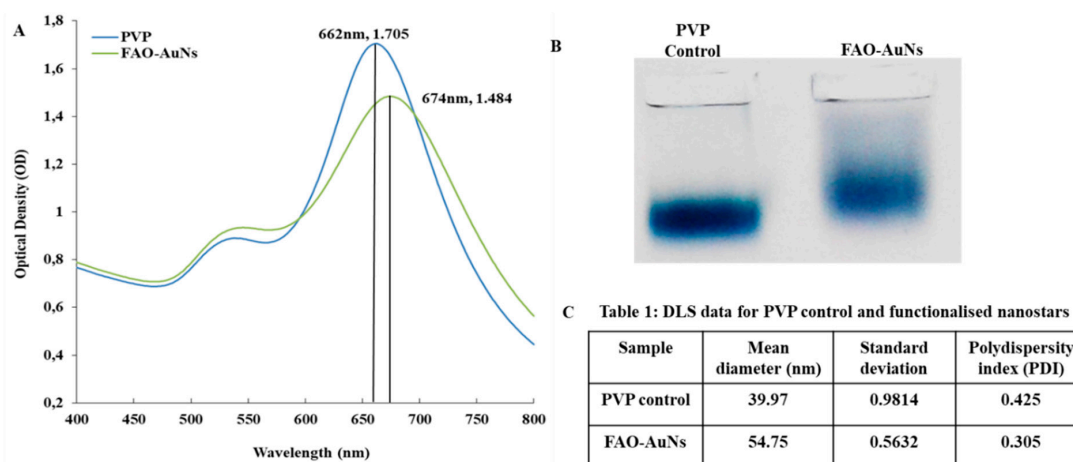 A
PVP
FAO-AuNs
662nm, 1.705
674nm, 1.484
Optical Density (OD)
1,8
1,6
1,4
1,2
1
0,8
0,6
0,4
0,2
400 450 500 550 600 650 700 750 800
Wavelength (nm)
B
PVP
Control
FAO-AuNs
C Table 1: DLS data for PVP control and functionalised nanostars
Sample Mean diameter (nm) Standard deviation Polydispersity index (PDI)
PVP control 39.97 0.9814 0.425
FAO-AuNs 54.75 0.5632 0.305